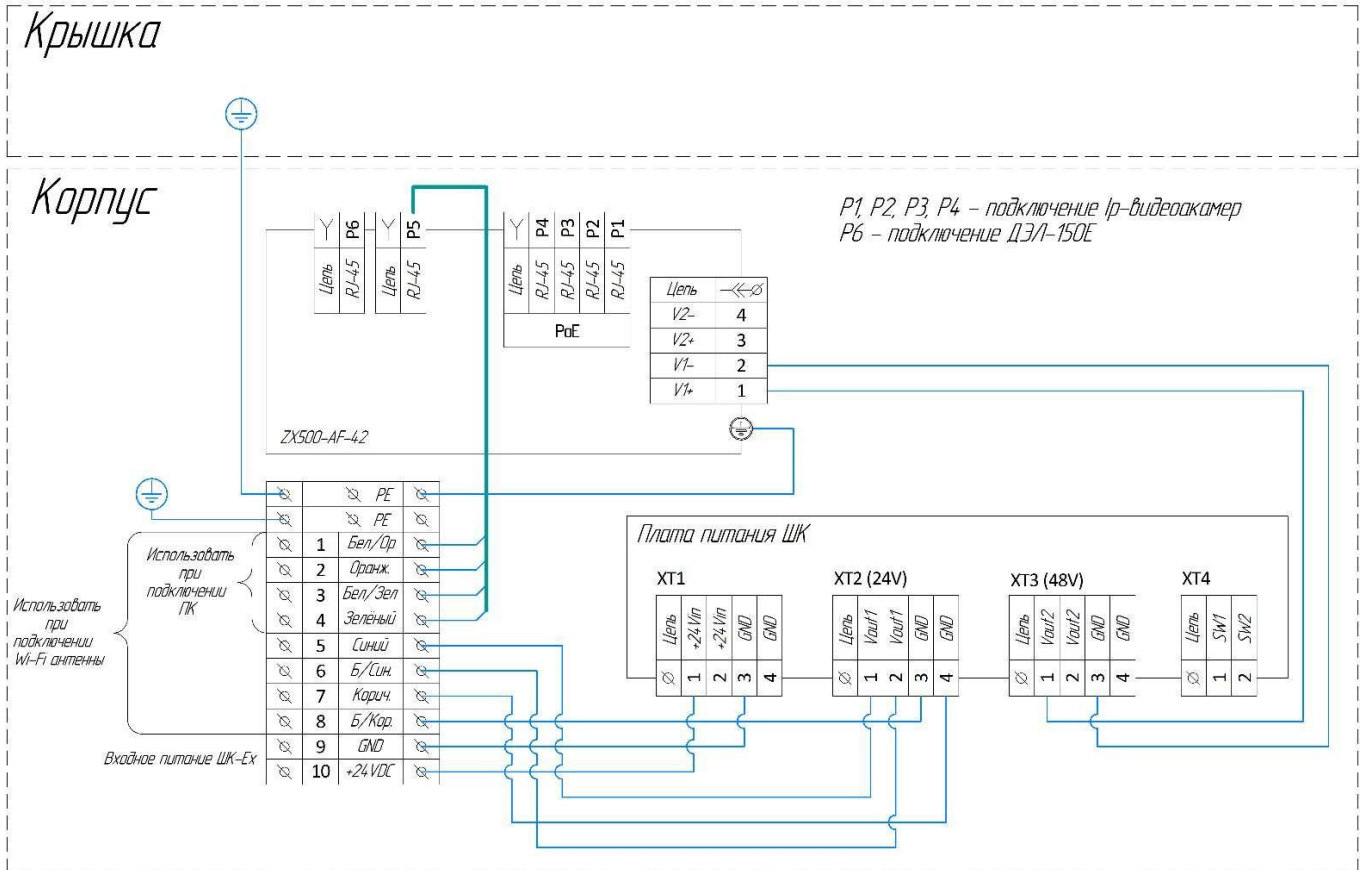 Крышка
Корпус
P1, P2, P3, P4 – подключение Ip-видеоакамер
P6 – подключение ДЭЛ-150Е
Цепь
RJ-45 P6
Цепь
RJ-45 P5
Цепь
RJ-45 P4
RJ-45 P3
RJ-45 P2
RJ-45 P1
PoE
Цепь
V2- 4
V2+ 3
V1- 2
V1+ 1
ZX500-AF-42
PE
PE
1 Бел/Ор
2 Оранж.
3 Бел/Зел
4 Зелёный
5 Синий
6 Б/Син.
7 Корич.
8 Б/Кор.
9 GND
10 +24VDC
Использовать
при
подключении
ПК
Использовать
при
подключении
Wi-Fi антенны
Входное питание ШК-Ex
Плата питания ШК
XT1
Цепь
1 +24Vin
2 +24Vin
3 GND
4 GND
XT2 (24V)
Цепь
1 Vout1
2 Vout1
3 GND
4 GND
XT3 (48V)
Цепь
1 Vout2
2 Vout2
3 GND
4 GND
XT4
Цепь
1 SW1
2 SW2